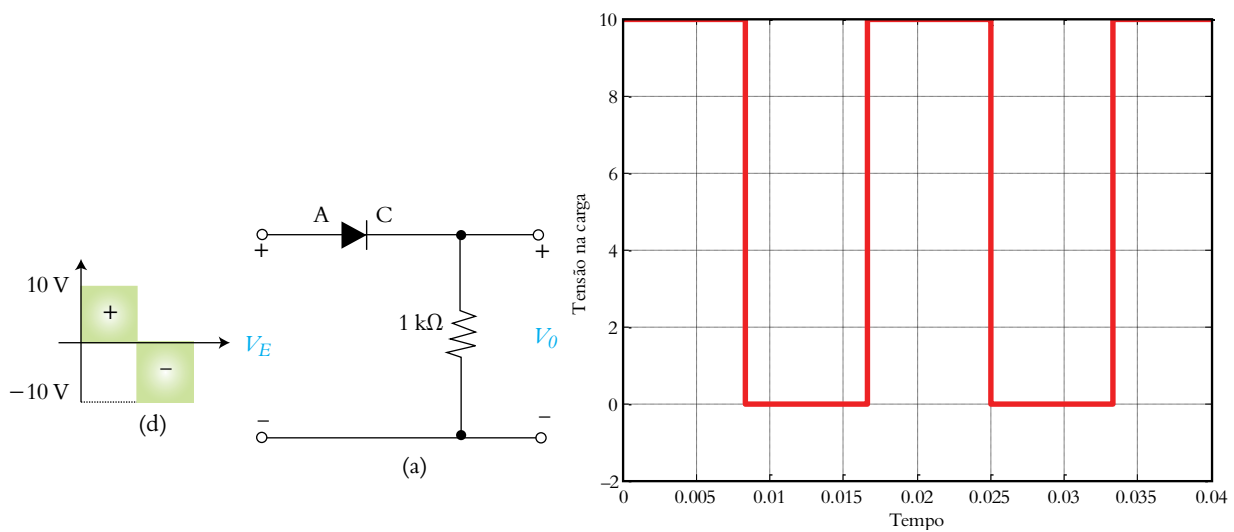 10 V
+
−
−10 V
(d)
V_E
A
C
+
+
1 kΩ
V_0
−
−
(a)
Tensão na carga
10
8
6
4
2
0
−2
0
0.005
0.01
0.015
0.02
0.025
0.03
0.035
0.04
Tempo